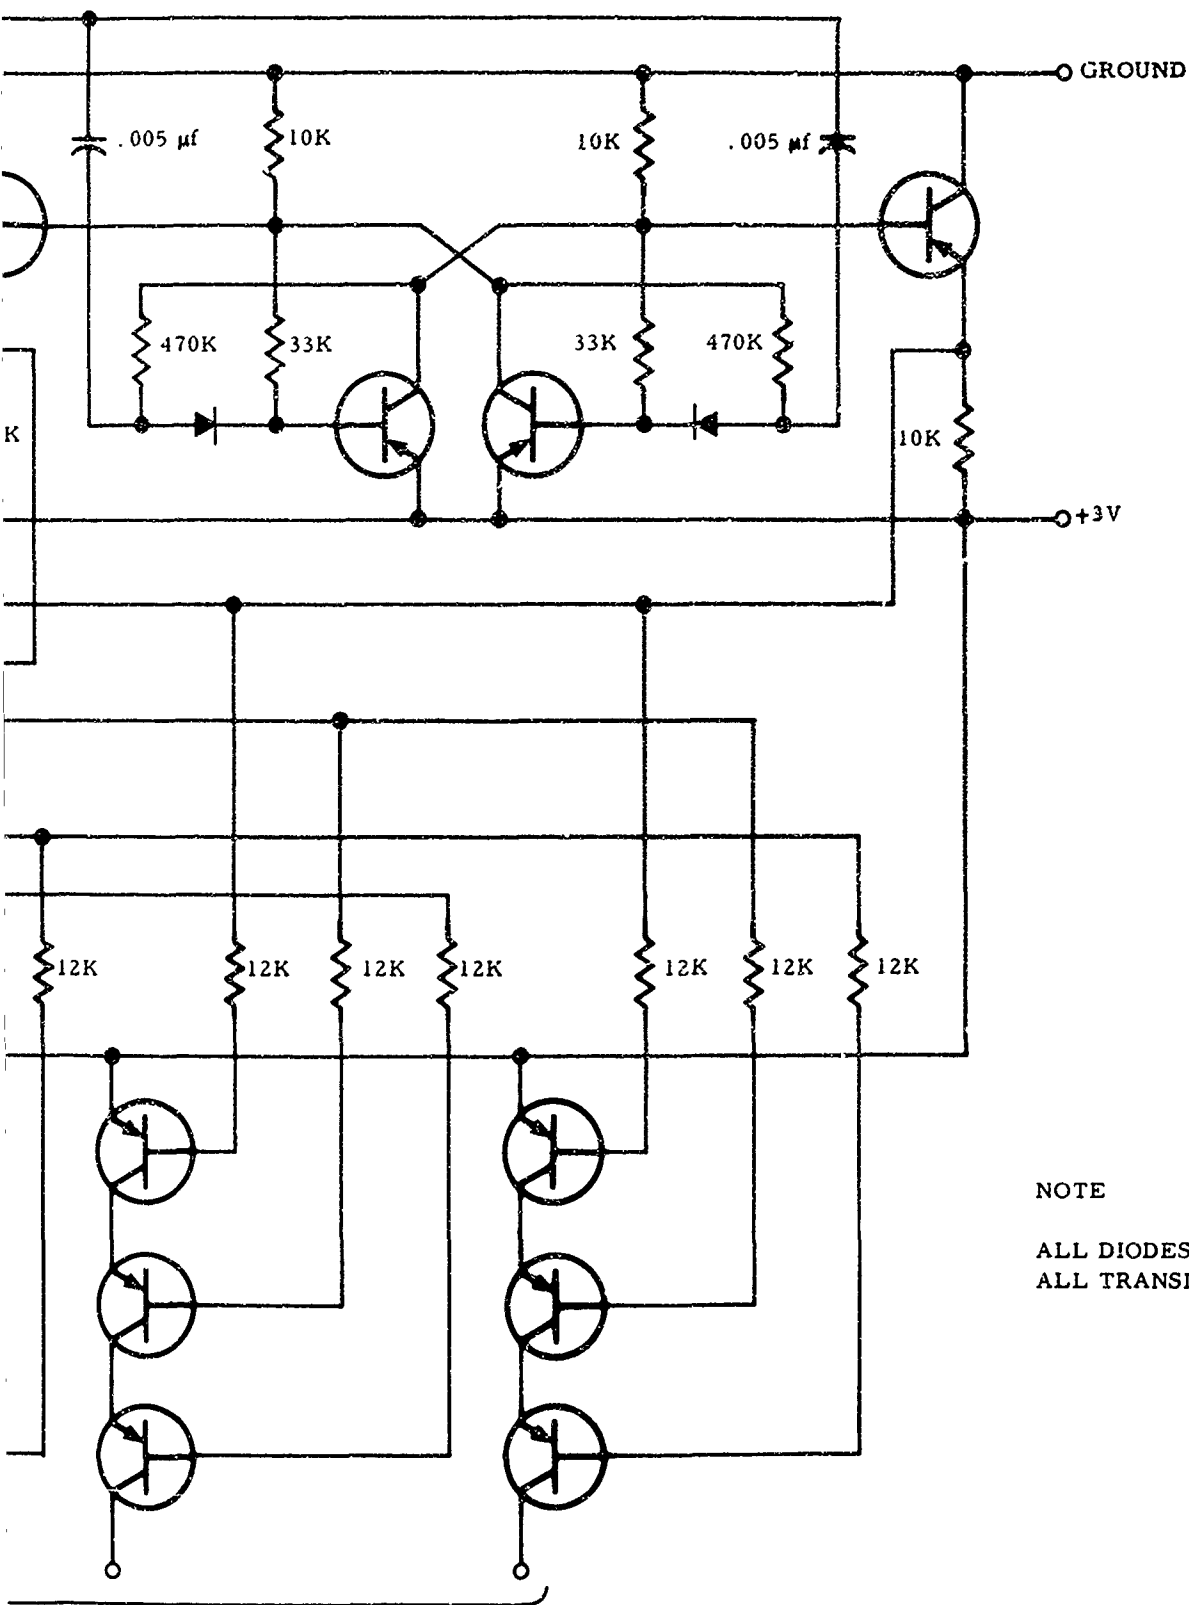 GROUND
.005 µf
10K
10K
.005 µf
470K
33K
33K
470K
K
10K
+3V
12K
12K
12K
12K
12K
12K
12K
NOTE
ALL DIODES
ALL TRANSI